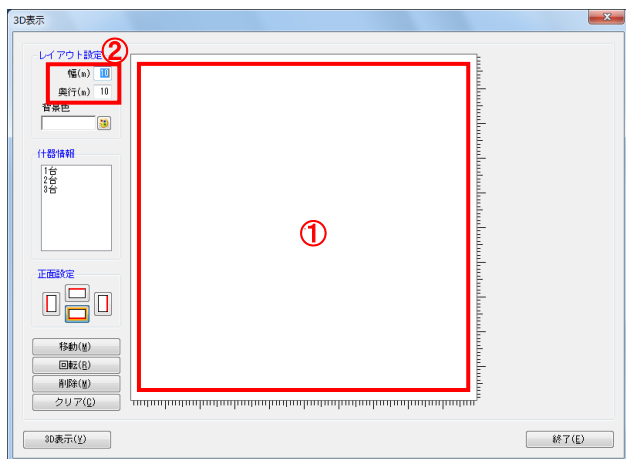 3D表示
レイアウト設定
②
幅(m) 10
奥行(m) 10
背景色
什器情報
1台
2台
3台
①
正面設定
移動(M)
回転(R)
削除(M)
クリア(C)
3D表示(V)
終了(E)